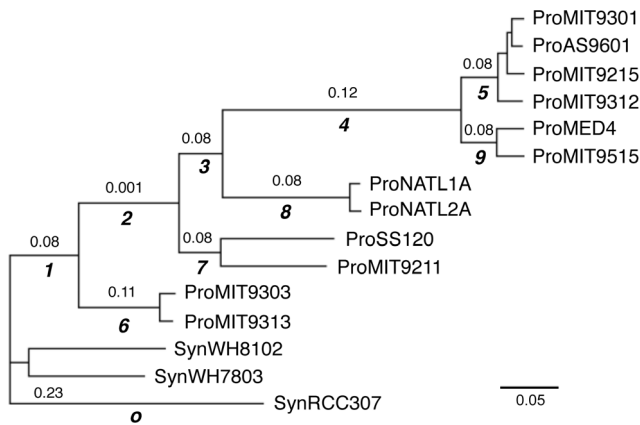 ProMIT9301
ProAS9601
0.08
ProMIT9215
5
0.12
ProMIT9312
4
0.08
ProMED4
9
ProMIT9515
0.08
3
0.08
ProNATL1A
8
ProNATL2A
0.001
2
0.08
ProSS120
7
ProMIT9211
0.08
1
0.11
ProMIT9303
6
ProMIT9313
SynWH8102
SynWH7803
0.23
SynRCC307
o
0.05